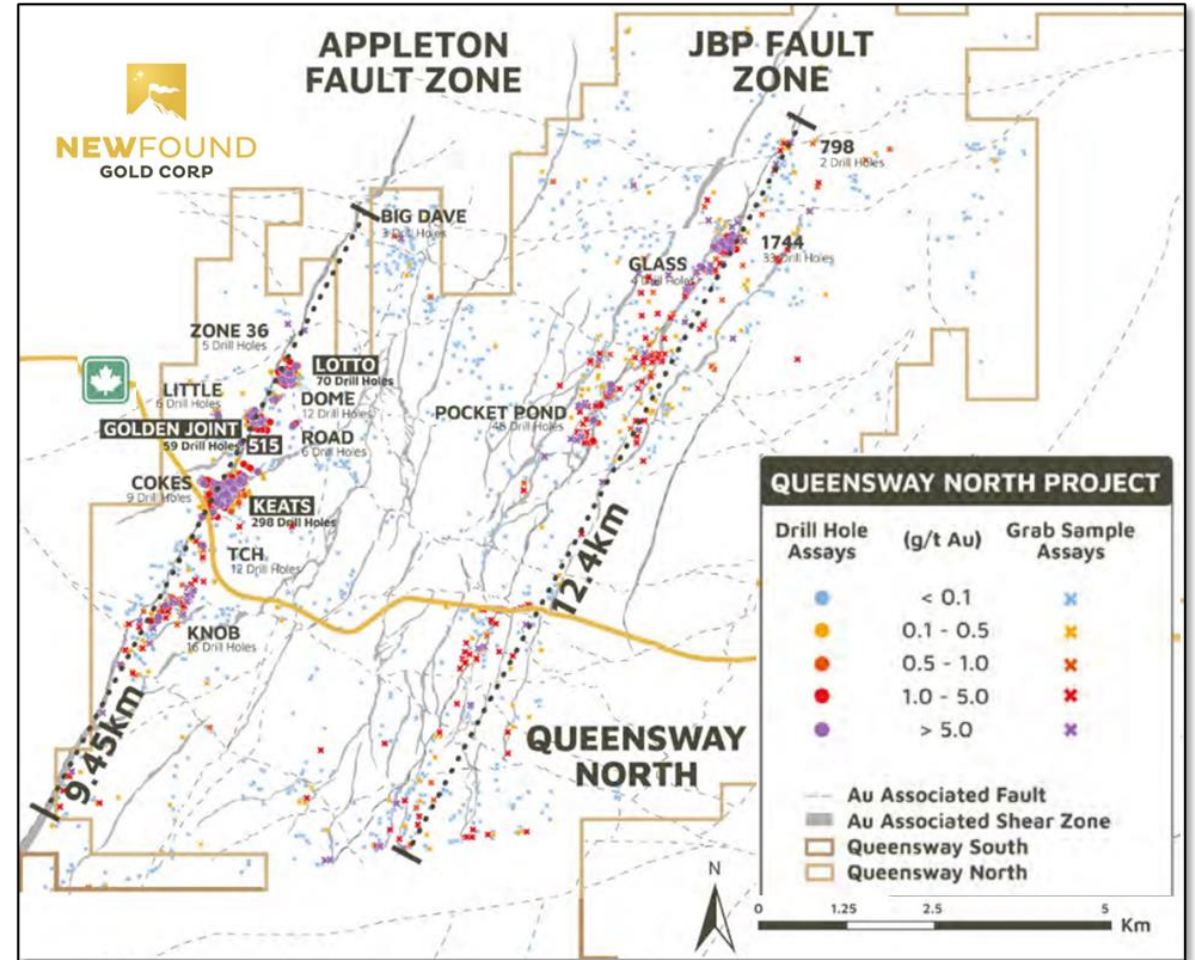 APPLETON
FAULT ZONE
JBP FAULT
ZONE
NEWFOUND
GOLD CORP
798
2 Drill Holes
BIG DAVE
3 Drill Holes
1744
33 Drill Holes
GLASS
4 Drill Holes
ZONE 36
5 Drill Holes
LOTTO
70 Drill Holes
LITTLE
6 Drill Holes
DOME
12 Drill Holes
POCKET POND
Drill Holes
GOLDEN JOINT
59 Drill Holes
515
ROAD
6 Drill Holes
COKES
9 Drill Holes
KEATS
298 Drill Holes
TCH
12 Drill Holes
KNOB
16 Drill Holes
12.4km
9.45km
QUEENSWAY
NORTH
QUEENSWAY NORTH PROJECT
Drill Hole
Assays
(g/t Au)
Grab Sample
Assays
< 0.1
0.1 - 0.5
0.5 - 1.0
1.0 - 5.0
> 5.0
Au Associated Fault
Au Associated Shear Zone
Queensway South
Queensway North
N
0 1.25 2.5 5
Km